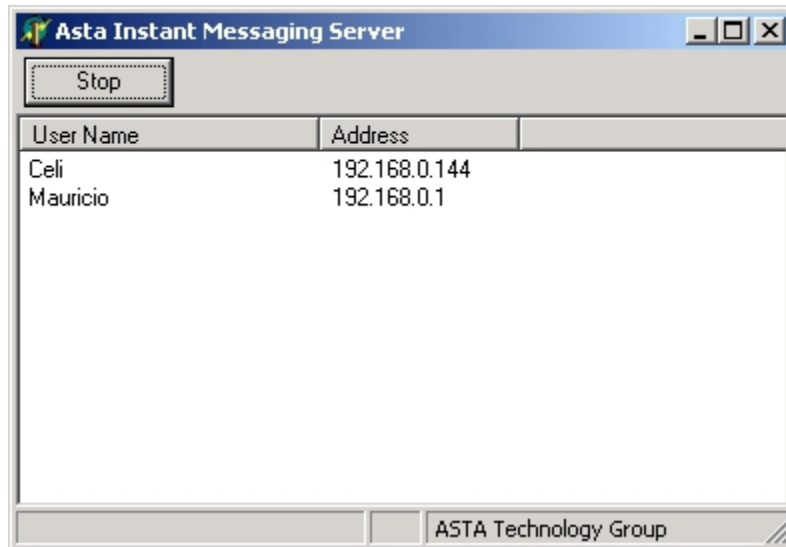 Asta Instant Messaging Server
Stop
User Name Address
Celi 192.168.0.144
Mauricio 192.168.0.1
ASTA Technology Group